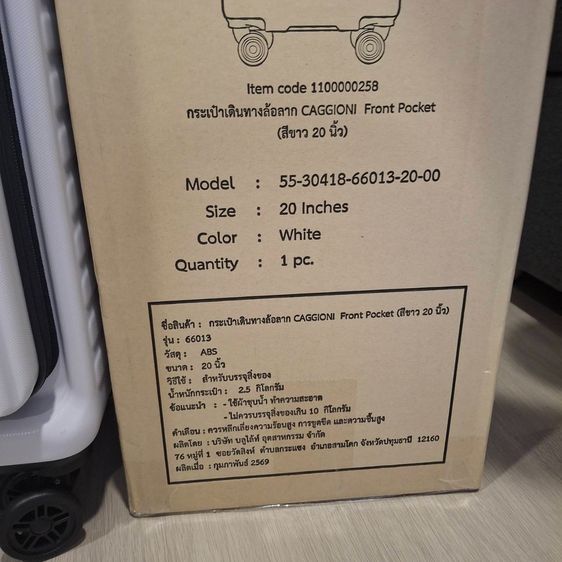 Item code 1100000258
กระเป๋าเดินทางล้อลาก CAGGIONI Front Pocket
(สีขาว 20 นิ้ว)
Model : 55-30418-66013-20-00
Size : 20 Inches
Color : White
Quantity : 1 pc.
ชื่อสินค้า : กระเป๋าเดินทางล้อลาก CAGGIONI Front Pocket (สีขาว 20 นิ้ว)
รุ่น : 66013
วัสดุ : ABS
ขนาด : 20 นิ้ว
วิธีใช้ : สำหรับบรรจุสิ่งของ
น้ำหนักกระเป๋า : 2.5 กิโลกรัม
ข้อแนะนำ : - ใช้ผ้าชุบน้ำ ทำความสะอาด
- ไม่ควรบรรจุสิ่งของเกิน 10 กิโลกรัม
คำเตือน : ควรหลีกเลี่ยงความร้อนสูง การขูดขีด และความชื้นสูง
ผลิตโดย : บริษัท บลูไล้ท์ อุตสาหกรรม จำกัด
76 หมู่ที่ 1 ซอยวัดสิงห์ ตำบลกระแชง อำเภอสามโคก จังหวัดปทุมธานี 12160
ผลิตเมื่อ : กุมภาพันธ์ 2569